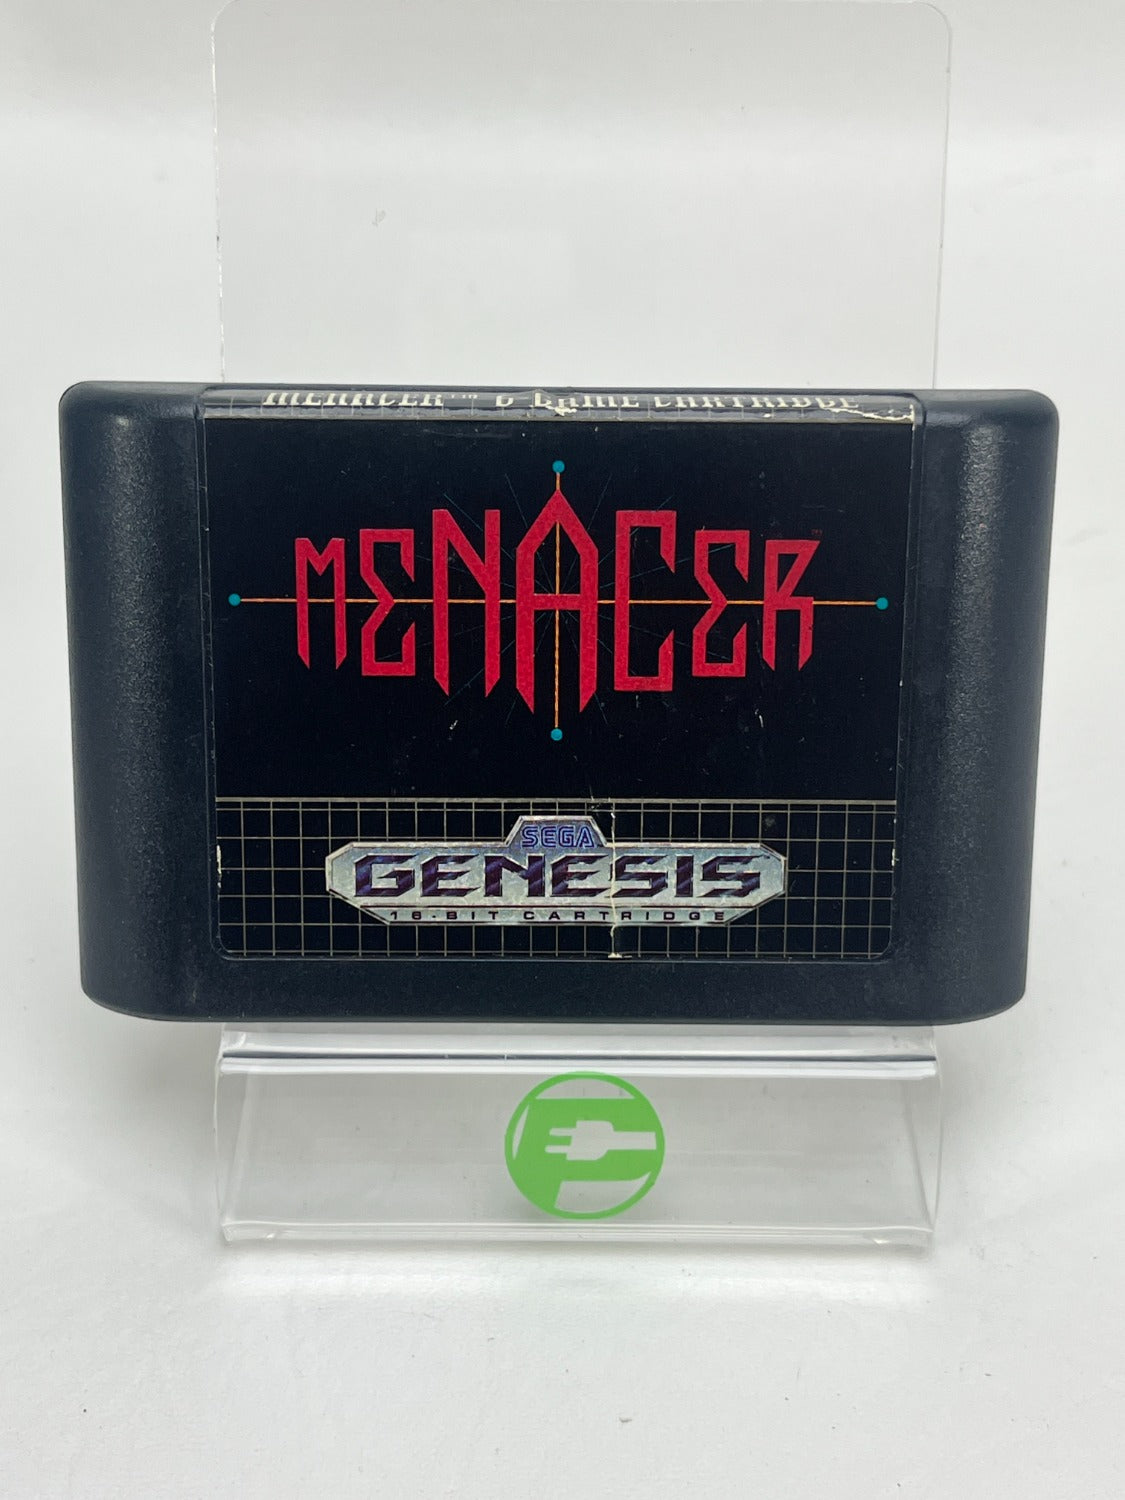 MENACER™ 6-GAME CARTRIDGE
MENACER
SEGA
GENESIS
16-BIT CARTRIDGE